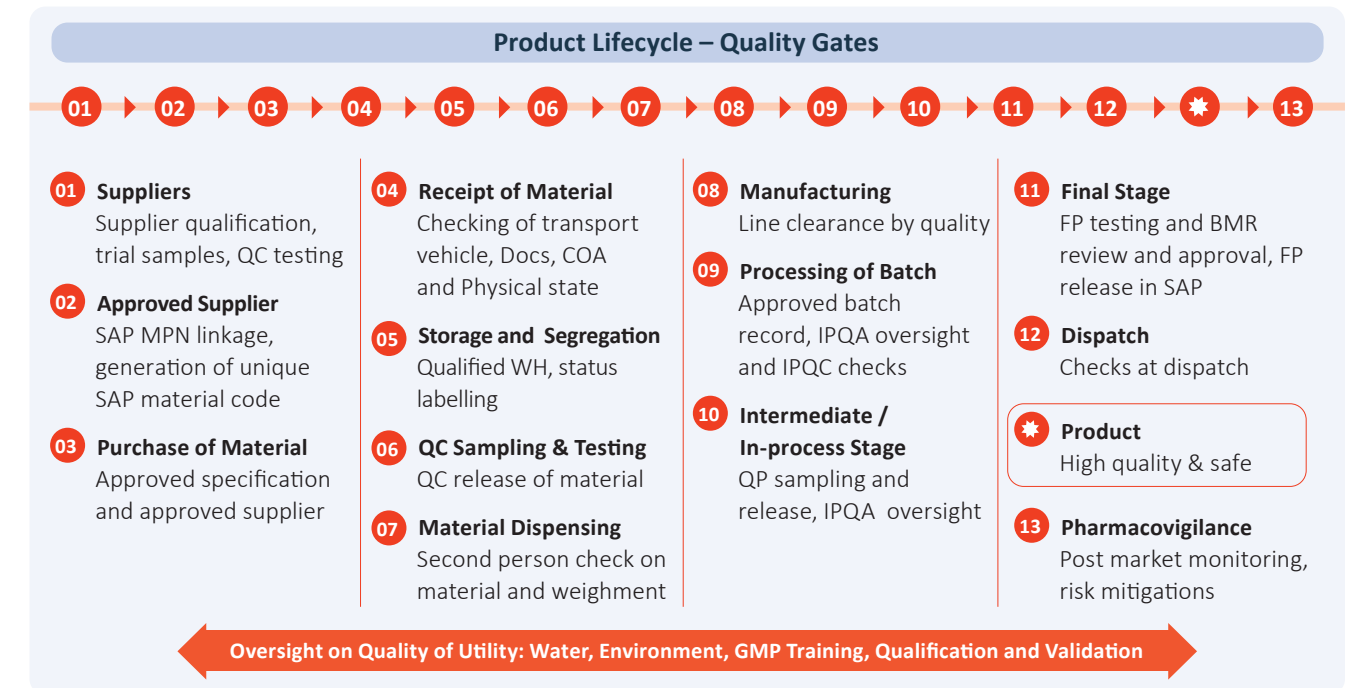 Product Lifecycle – Quality Gates
01 02 03 04 05 06 07 08 09 10 11 12 13
01 Suppliers
Supplier qualification,
trial samples, QC testing
02 Approved Supplier
SAP MPN linkage,
generation of unique
SAP material code
03 Purchase of Material
Approved specification
and approved supplier
04 Receipt of Material
Checking of transport
vehicle, Docs, COA
and Physical state
05 Storage and Segregation
Qualified WH, status
labelling
06 QC Sampling & Testing
QC release of material
07 Material Dispensing
Second person check on
material and weighment
08 Manufacturing
Line clearance by quality
09 Processing of Batch
Approved batch
record, IPQA oversight
and IPQC checks
10 Intermediate /
In-process Stage
QP sampling and
release, IPQA oversight
11 Final Stage
FP testing and BMR
review and approval, FP
release in SAP
12 Dispatch
Checks at dispatch
Product
High quality & safe
13 Pharmacovigilance
Post market monitoring,
risk mitigations
Oversight on Quality of Utility: Water, Environment, GMP Training, Qualification and Validation